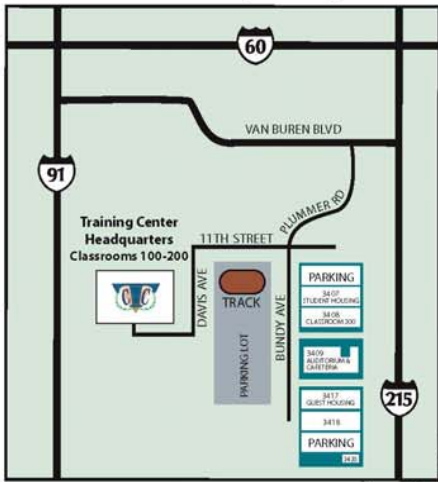 60
VAN BUREN BLVD
91
PLUMMER RD
Training Center
Headquarters
Classrooms 100-200
11TH STREET
DAVIS AVE
TRACK
PARKING LOT
BUNDY AVE
PARKING
3407
STUDENT HOUSING
3408
CLASSROOM 300
3409
AUDITORIUM &
CAFETERIA
3417
GUEST HOUSING
3418
PARKING
215